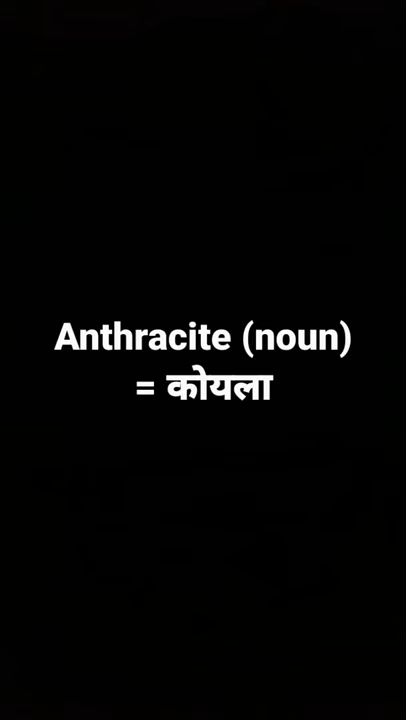 Anthracite (noun)
= कोयला